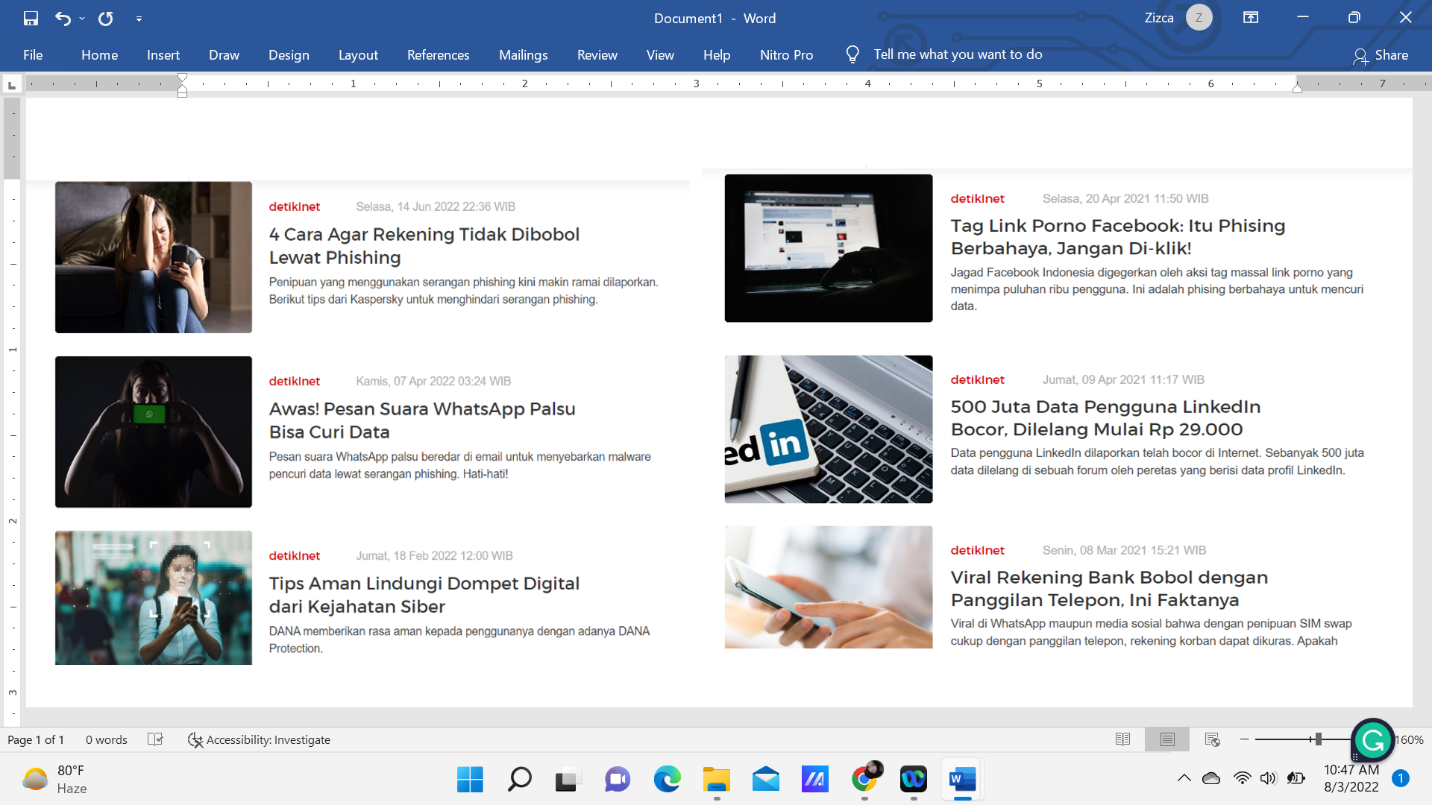 Document1 - Word
Zizca
Z
File Home Insert Draw Design Layout References Mailings Review View Help Nitro Pro Tell me what you want to do Share
1 2 3 4 5 6 7
detikInet Selasa, 14 Jun 2022 22:36 WIB
4 Cara Agar Rekening Tidak Dibobol
Lewat Phishing
Penipuan yang menggunakan serangan phishing kini makin ramai dilaporkan.
Berikut tips dari Kaspersky untuk menghindari serangan phishing.
detikInet Kamis, 07 Apr 2022 03:24 WIB
Awas! Pesan Suara WhatsApp Palsu
Bisa Curi Data
Pesan suara WhatsApp palsu beredar di email untuk menyebarkan malware
pencuri data lewat serangan phishing. Hati-hati!
detikInet Jumat, 18 Feb 2022 12:00 WIB
Tips Aman Lindungi Dompet Digital
dari Kejahatan Siber
DANA memberikan rasa aman kepada penggunanya dengan adanya DANA
Protection.
detikInet Selasa, 20 Apr 2021 11:50 WIB
Tag Link Porno Facebook: Itu Phising
Berbahaya, Jangan Di-klik!
Jagad Facebook Indonesia digegerkan oleh aksi tag massal link porno yang
menimpa puluhan ribu pengguna. Ini adalah phising berbahaya untuk mencuri
data.
detikInet Jumat, 09 Apr 2021 11:17 WIB
500 Juta Data Pengguna LinkedIn
Bocor, Dilelang Mulai Rp 29.000
Data pengguna LinkedIn dilaporkan telah bocor di Internet. Sebanyak 500 juta
data dilelang di sebuah forum oleh peretas yang berisi data profil LinkedIn.
ed in
detikInet Senin, 08 Mar 2021 15:21 WIB
Viral Rekening Bank Bobol dengan
Panggilan Telepon, Ini Faktanya
Viral di WhatsApp maupun media sosial bahwa dengan penipuan SIM swap
cukup dengan panggilan telepon, rekening korban dapat dikuras. Apakah
1
2
3
Page 1 of 1 0 words Accessibility: Investigate 160%
80°F
Haze
10:47 AM
8/3/2022
1